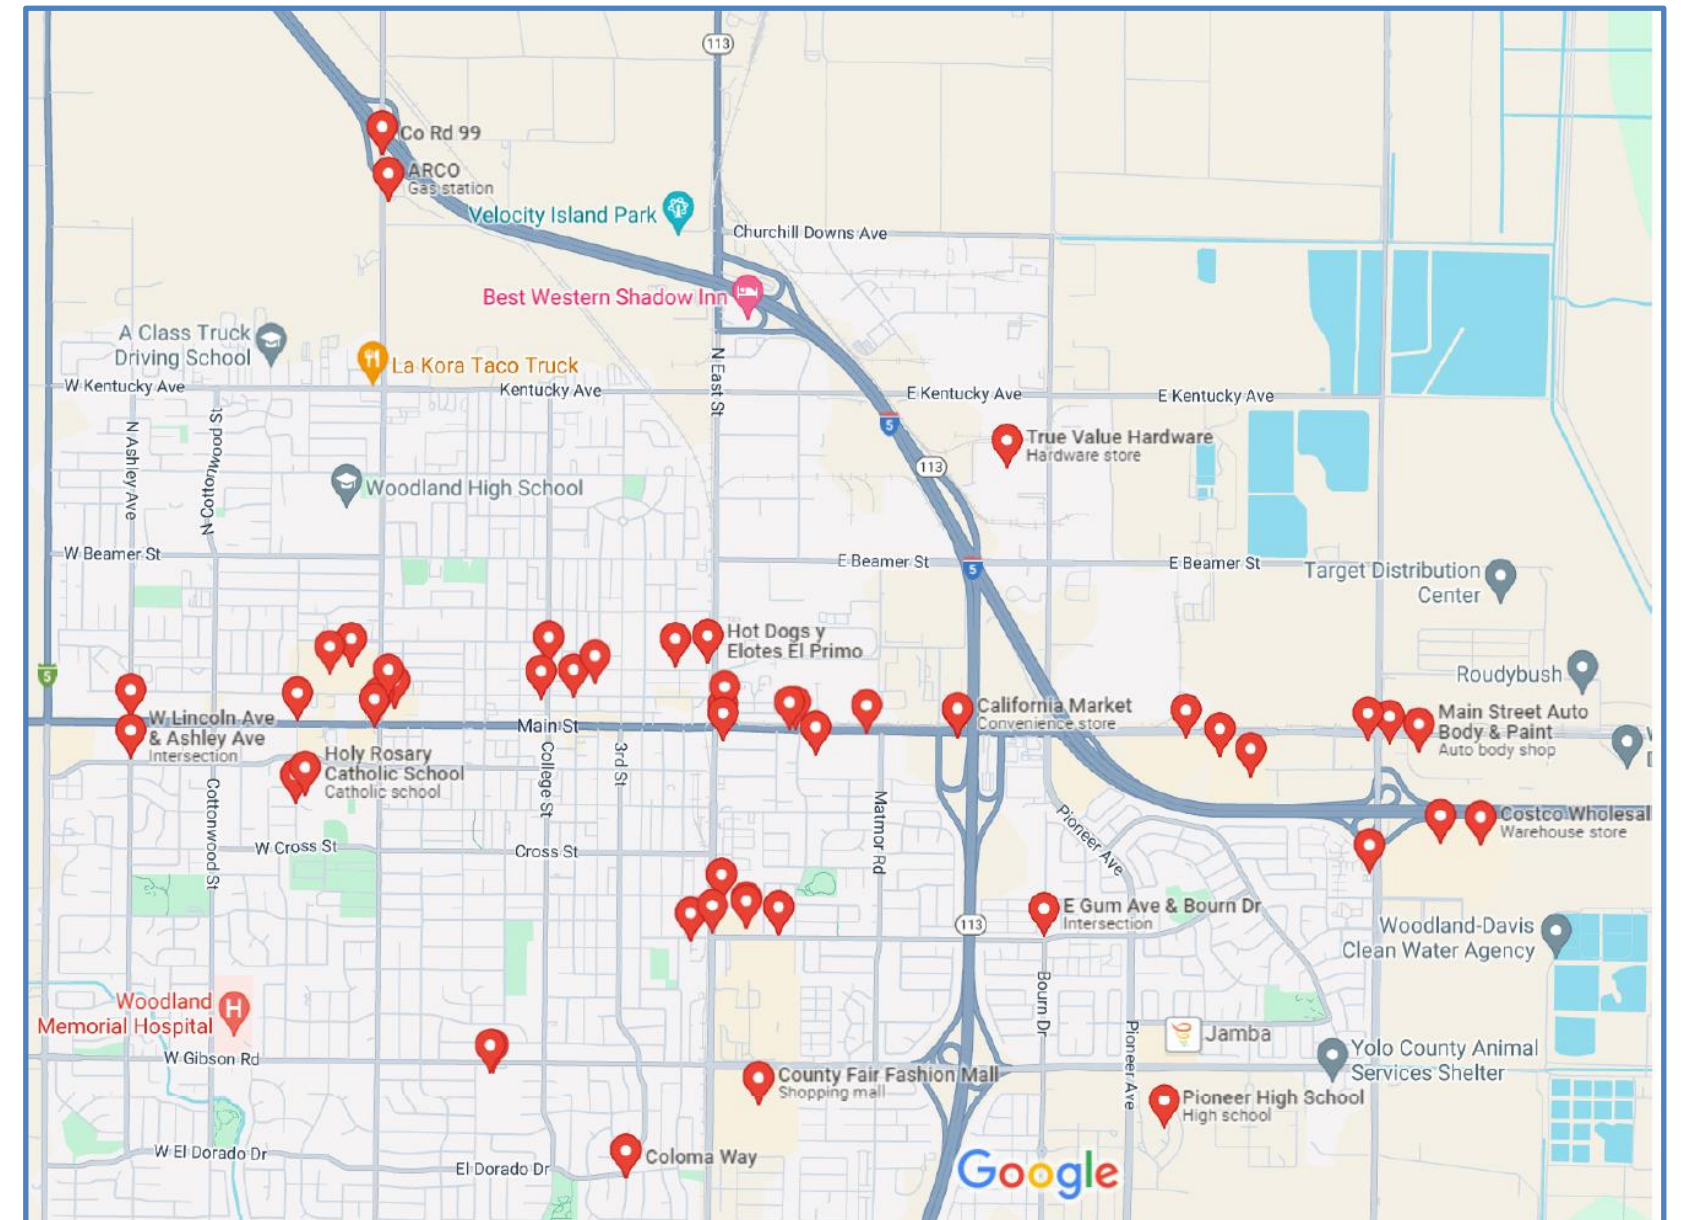 113
Co Rd 99
ARCO
Gas station
Velocity Island Park
Churchill Downs Ave
Best Western Shadow Inn
A Class Truck
Driving School
La Kora Taco Truck
W Kentucky Ave
Kentucky Ave
N East St
E Kentucky Ave
E Kentucky Ave
5
N Ashley Ave
N Cottonwood St
True Value Hardware
Hardware store
113
Woodland High School
W Beamer St
E Beamer St
5
E Beamer St
Target Distribution
Center
Hot Dogs y
Elotes El Primo
5
Roudybush
W Lincoln Ave
& Ashley Ave
Intersection
Main St
California Market
Convenience store
Main Street Auto
Body & Paint
Auto body shop
Holy Rosary
Catholic School
Catholic school
College St
3rd St
Cottonwood St
Matmor Rd
Pioneer Ave
Costco Wholesal
Warehouse store
W Cross St
Cross St
E Gum Ave & Bourn Dr
Intersection
113
Woodland-Davis
Clean Water Agency
Woodland
Memorial Hospital
H
Bourn Dr
Pioneer Ave
Jamba
W Gibson Rd
Yolo County Animal
Services Shelter
County Fair Fashion Mall
Shopping mall
Pioneer High School
High school
W El Dorado Dr
El Dorado Dr
Coloma Way
Google